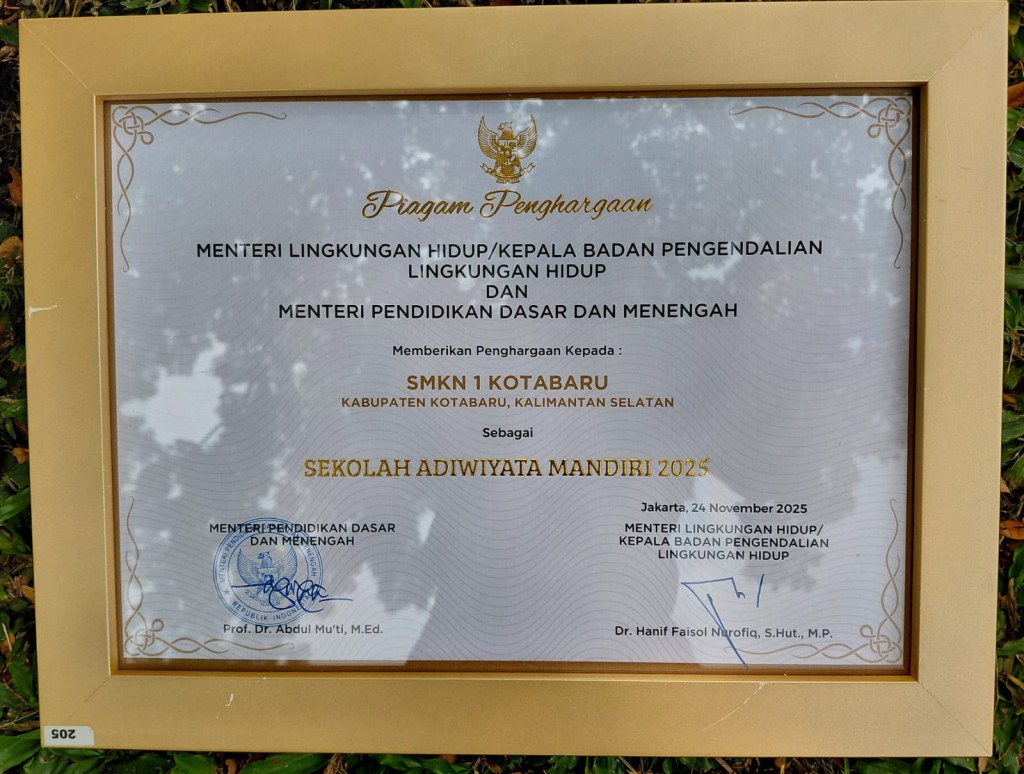 Piagam Penghargaan
MENTERI LINGKUNGAN HIDUP/KEPALA BADAN PENGENDALIAN
LINGKUNGAN HIDUP
DAN
MENTERI PENDIDIKAN DASAR DAN MENENGAH
Memberikan Penghargaan Kepada :
SMKN 1 KOTABARU
KABUPATEN KOTABARU, KALIMANTAN SELATAN
Sebagai
SEKOLAH ADIWIYATA MANDIRI 2025
MENTERI PENDIDIKAN DASAR
DAN MENENGAH
REPUBLIK INDONESIA
Prof. Dr. Abdul Mu'ti, M.Ed.
Jakarta, 24 November 2025
MENTERI LINGKUNGAN HIDUP/
KEPALA BADAN PENGENDALIAN
LINGKUNGAN HIDUP
Dr. Hanif Faisol Nurofiq, S.Hut., M.P.
205